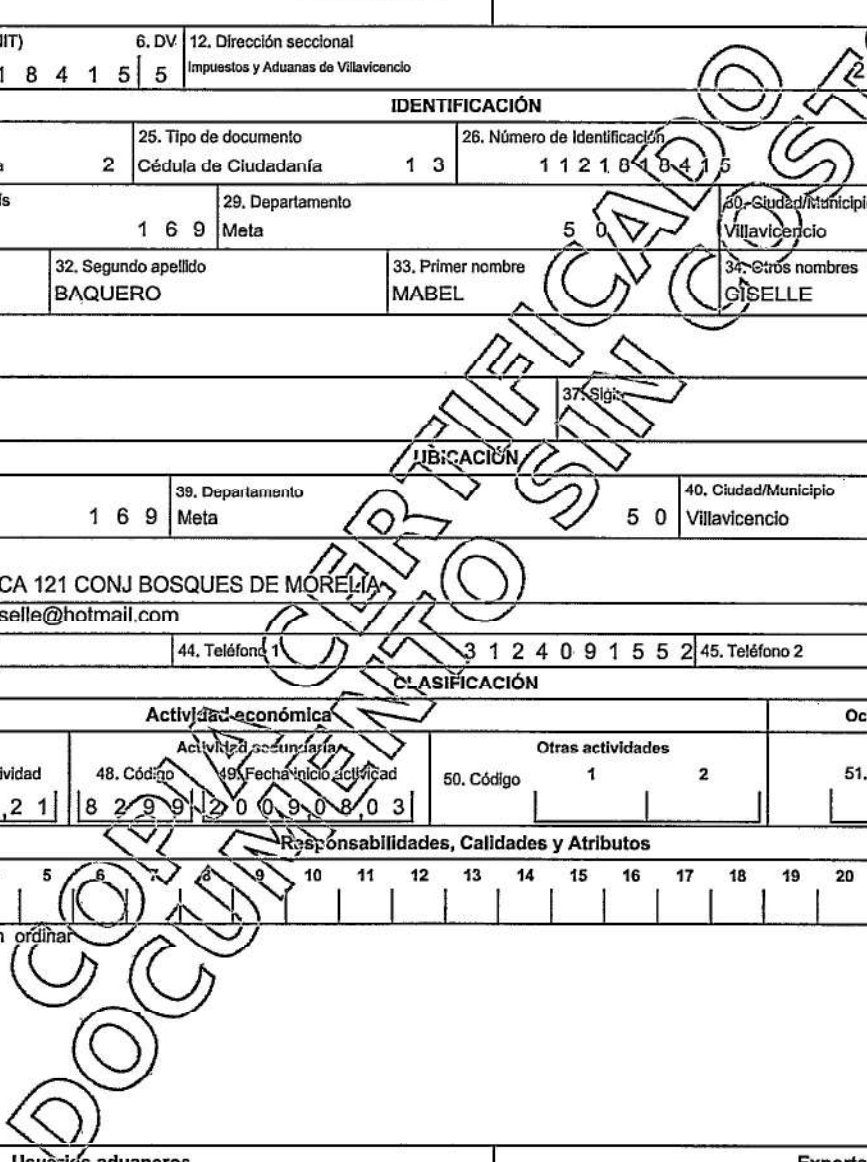 IIT) 6. DV 12. Dirección seccional
1 8 4 1 5 5 Impuestos y Aduanas de Villavicencio 2
IDENTIFICACIÓN
25. Tipo de documento 26. Número de Identificación
a 2 Cédula de Ciudadanía 1 3 1 1 2 1 8 1 8 4 1 5
ís 29. Departamento 30. Ciudad/Municipi
1 6 9 Meta 5 0 Villavicencio
32. Segundo apellido 33. Primer nombre 34. Otros nombres
BAQUERO MABEL GISELLE
37. Sigla
UBICACIÓN
39. Departamento 40. Ciudad/Municipio
1 6 9 Meta 5 0 Villavicencio
CA 121 CONJ BOSQUES DE MORELIA
selle@hotmail.com
44. Teléfono 1 3 1 2 4 0 9 1 5 5 2 45. Teléfono 2
CLASIFICACIÓN
Actividad económica Oc
Actividad secundaria Otras actividades
ividad 48. Código 49. Fecha inicio actividad 50. Código 1 2 51.
2 1 8 2 9 9 2 0 0 9 0 8 0 3
Responsabilidades, Calidades y Atributos
5 6 7 8 9 10 11 12 13 14 15 16 17 18 19 20
n ordinar
Usuarios aduaneros Exporta
COPIA CERTIFICADO
DOCUMENTO SIN COST